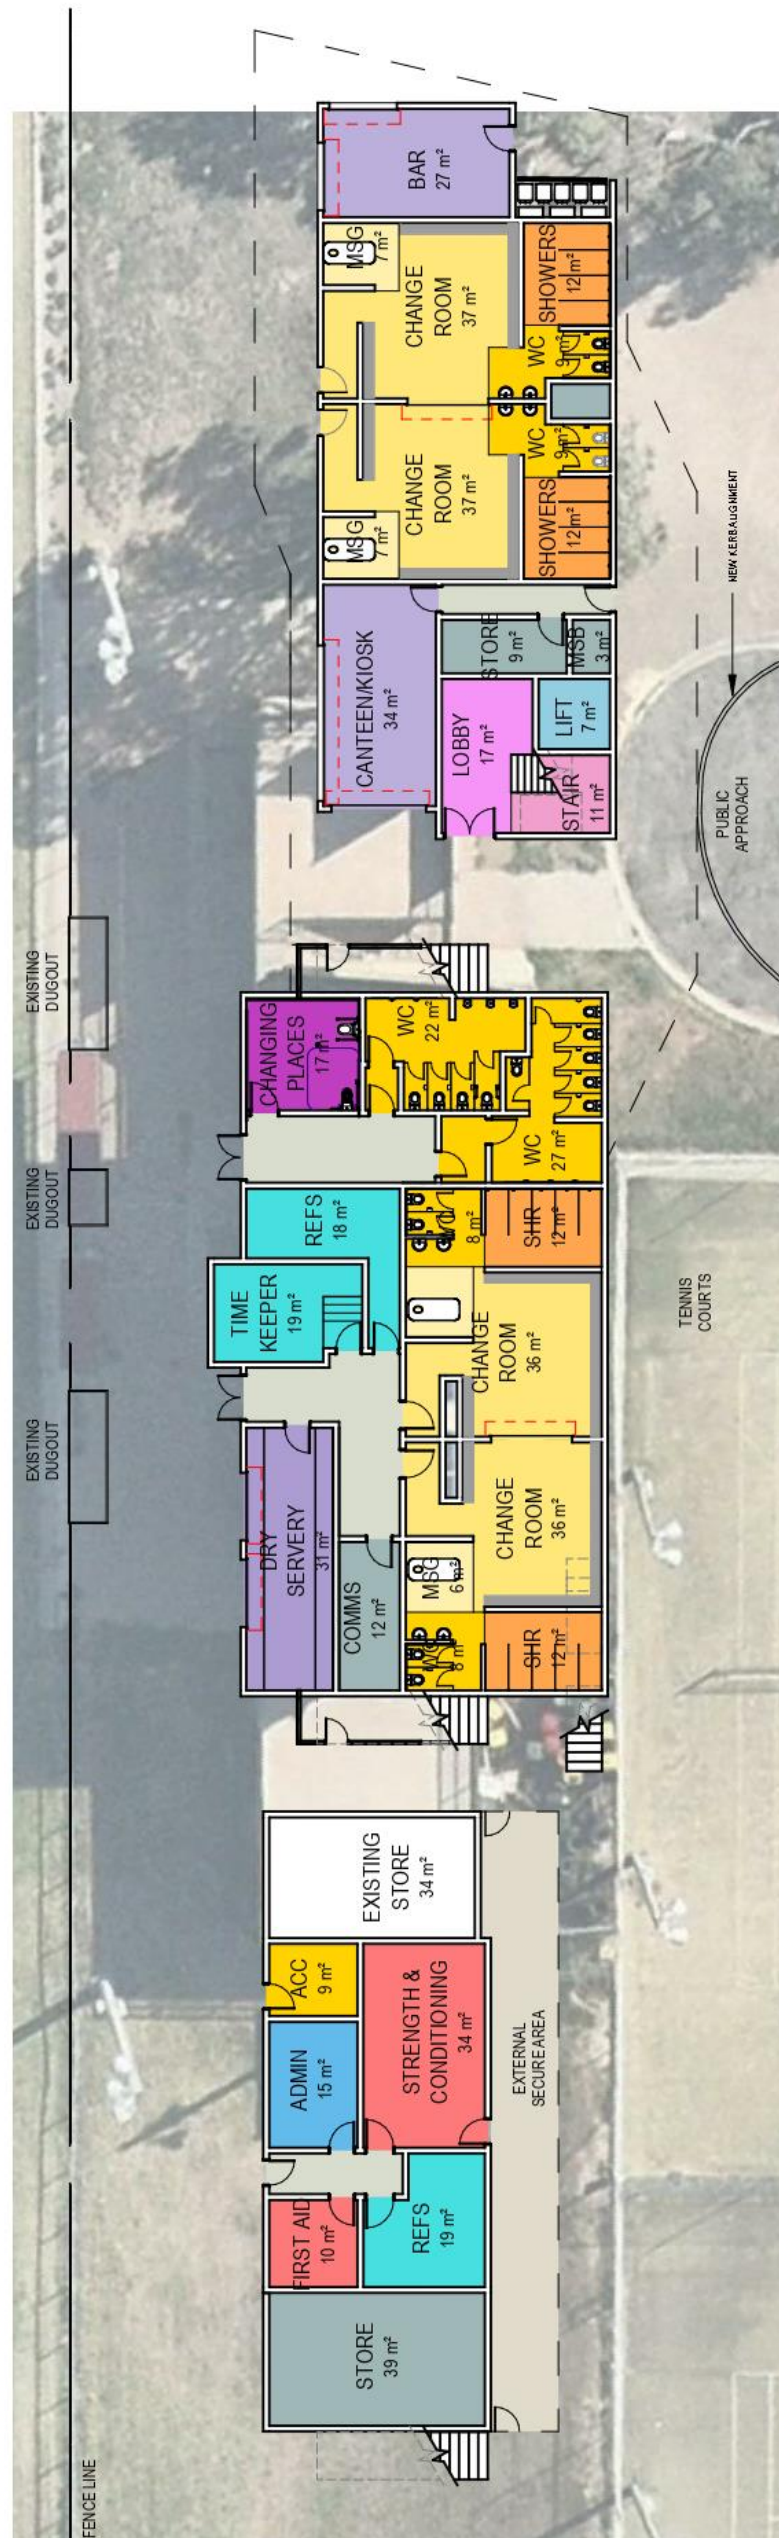 BAR
27 m²
MSG
7 m²
CHANGE
ROOM
37 m²
SHOWERS
12 m²
WC
9 m²
CHANGE
ROOM
37 m²
WC
9 m²
MSG
7 m²
SHOWERS
12 m²
NEW KERB ALIGNMENT
CANTEEN/KIOSK
34 m²
STORE
9 m²
MSB
3 m²
LOBBY
17 m²
LIFT
7 m²
STAIR
11 m²
PUBLIC
APPROACH
EXISTING
DUGOUT
CHANGING
PLACES
17 m²
WC
22 m²
WC
27 m²
EXISTING
DUGOUT
REFS
18 m²
WC
8 m²
SHR
12 m²
TIME
KEEPER
19 m²
CHANGE
ROOM
36 m²
TENNIS
COURTS
EXISTING
DUGOUT
DRY
SERVERY
31 m²
CHANGE
ROOM
36 m²
COMMS
12 m²
MSG
6 m²
WC
8 m²
SHR
12 m²
EXISTING
STORE
34 m²
ACC
9 m²
ADMIN
15 m²
STRENGTH &
CONDITIONING
34 m²
EXTERNAL
SECURE AREA
FIRST AID
10 m²
REFS
19 m²
STORE
39 m²
FENCE LINE